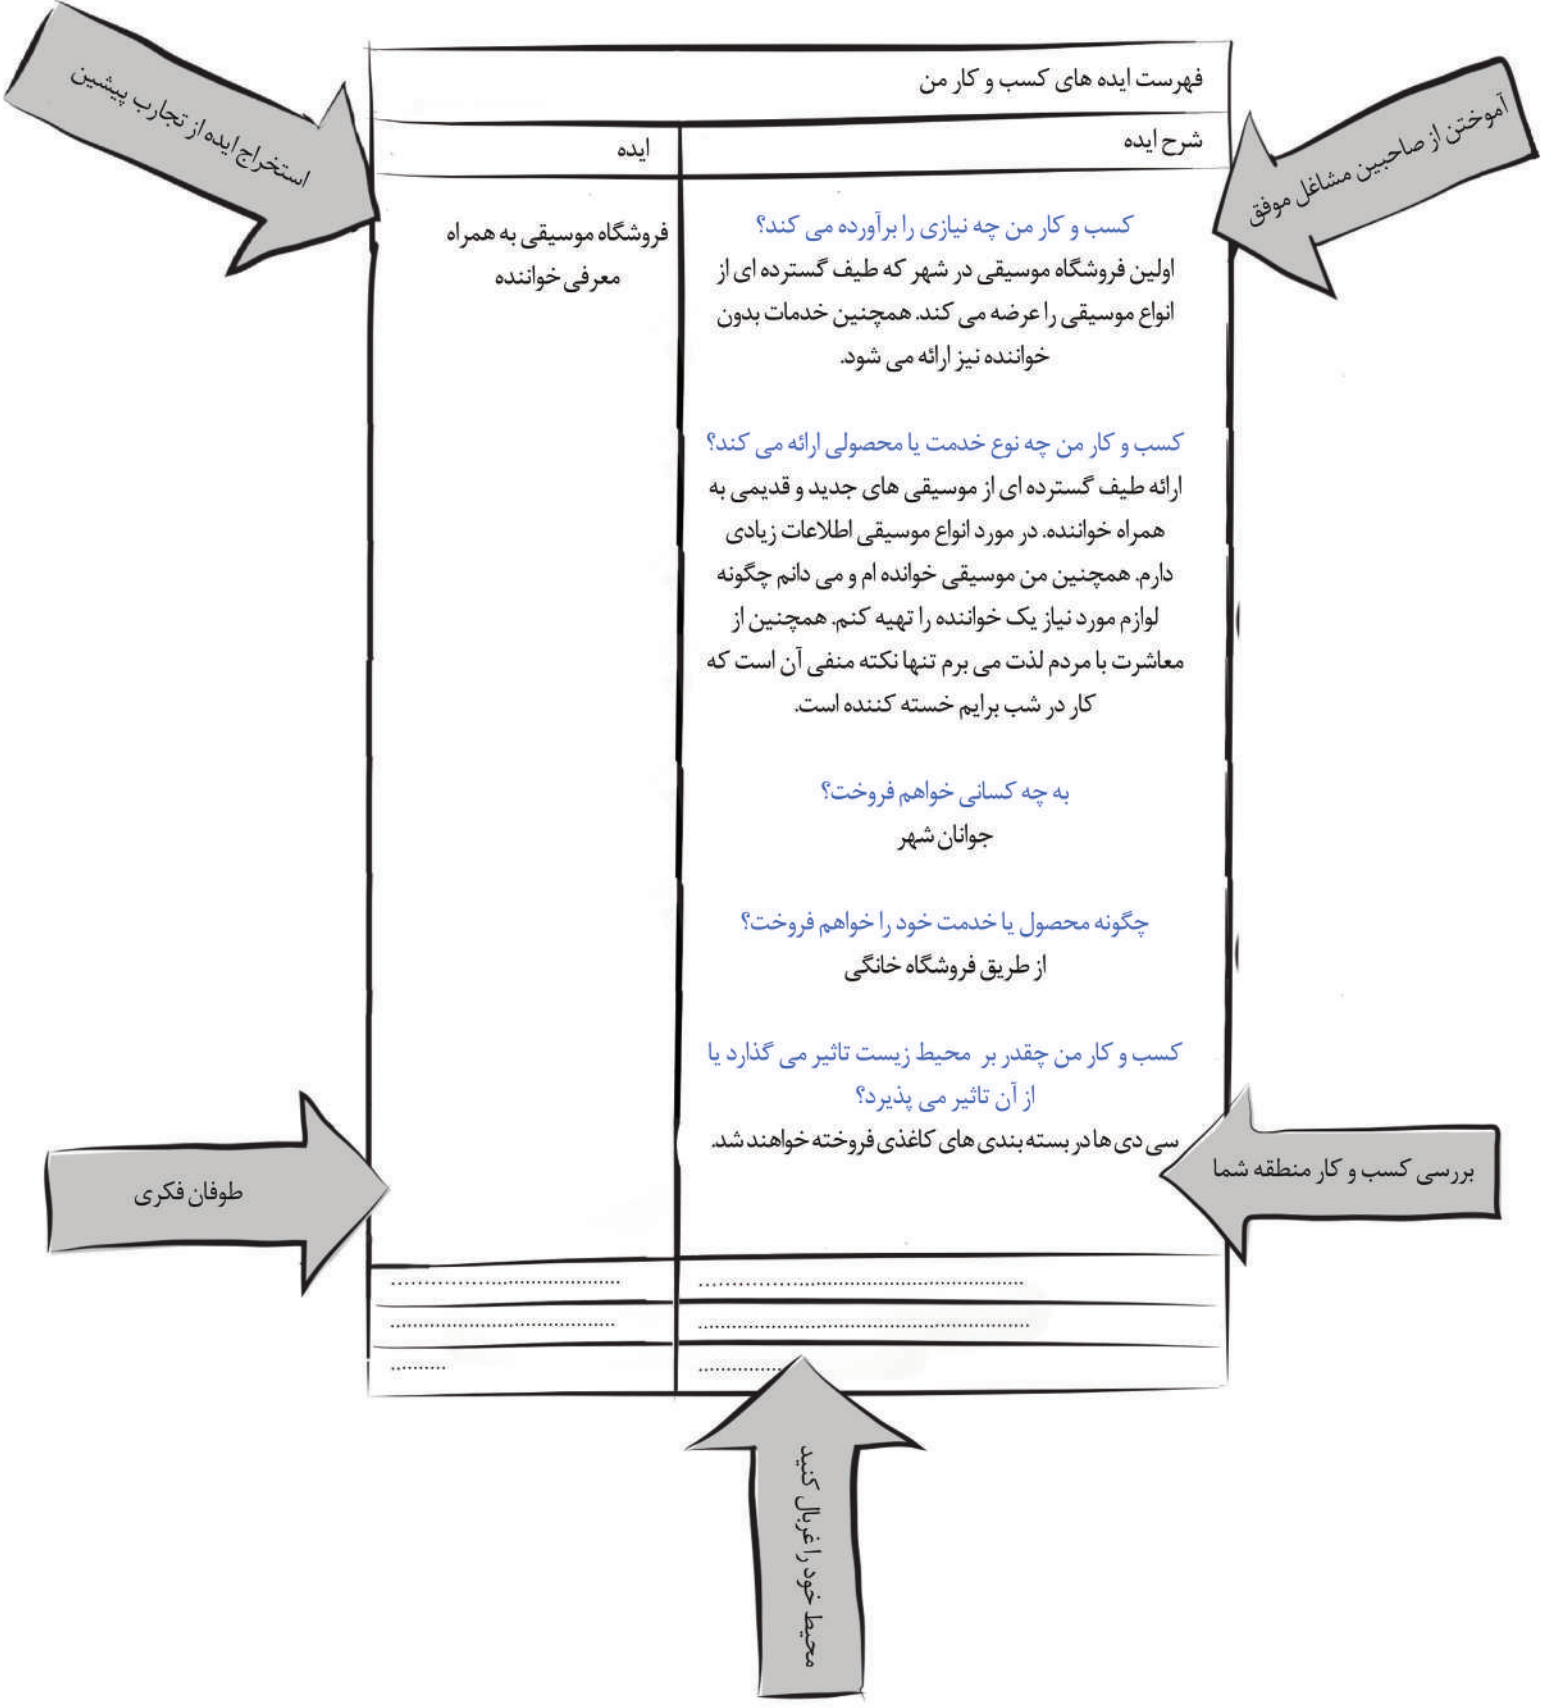 فهرست ایده های کسب و کار من
شرح ایده
ایده
کسب و کار من چه نیازی را برآورده می کند؟
اولین فروشگاه موسیقی در شهر که طیف گسترده ای از
انواع موسیقی را عرضه می کند. همچنین خدمات بدون
خواننده نیز ارائه می شود.
کسب و کار من چه نوع خدمت یا محصولی ارائه می کند؟
ارائه طیف گسترده ای از موسیقی های جدید و قدیمی به
همراه خواننده. در مورد انواع موسیقی اطلاعات زیادی
دارم. همچنین من موسیقی خوانده ام و می دانم چگونه
لوازم مورد نیاز یک خواننده را تهیه کنم. همچنین از
معاشرت با مردم لذت می برم تنها نکته منفی آن است که
کار در شب برایم خسته کننده است.
به چه کسانی خواهم فروخت؟
جوانان شهر
چگونه محصول یا خدمت خود را خواهم فروخت؟
از طریق فروشگاه خانگی
کسب و کار من چقدر بر محیط زیست تاثیر می گذارد یا
از آن تاثیر می پذیرد؟
سی دی ها در بسته بندی های کاغذی فروخته خواهند شد.
فروشگاه موسیقی به همراه
معرفی خواننده
آموختن از صاحبین مشاغل موفق
استخراج ایده از تجارب پیشین
بررسی کسب و کار منطقه شما
طوفان فکری
محیط خود را غربال کنید